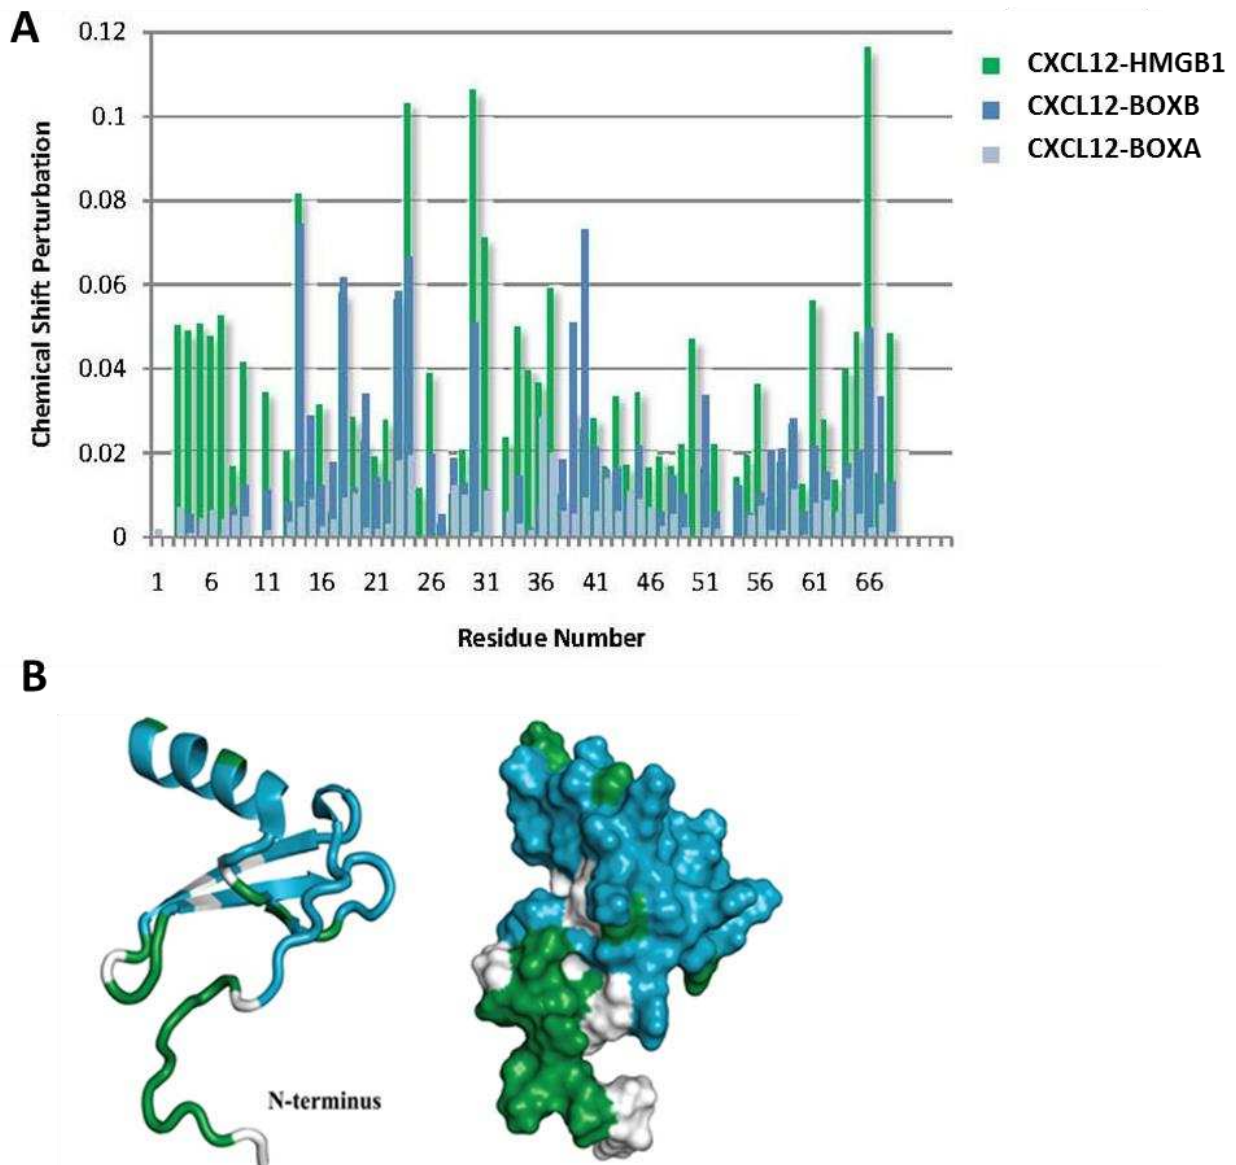 A
0.12
0.1
0.08
0.06
0.04
0.02
0
Chemical Shift Perturbation
1 6 11 16 21 26 31 36 41 46 51 56 61 66
Residue Number
CXCL12-HMGB1
CXCL12-BOXB
CXCL12-BOXA
B
N-terminus